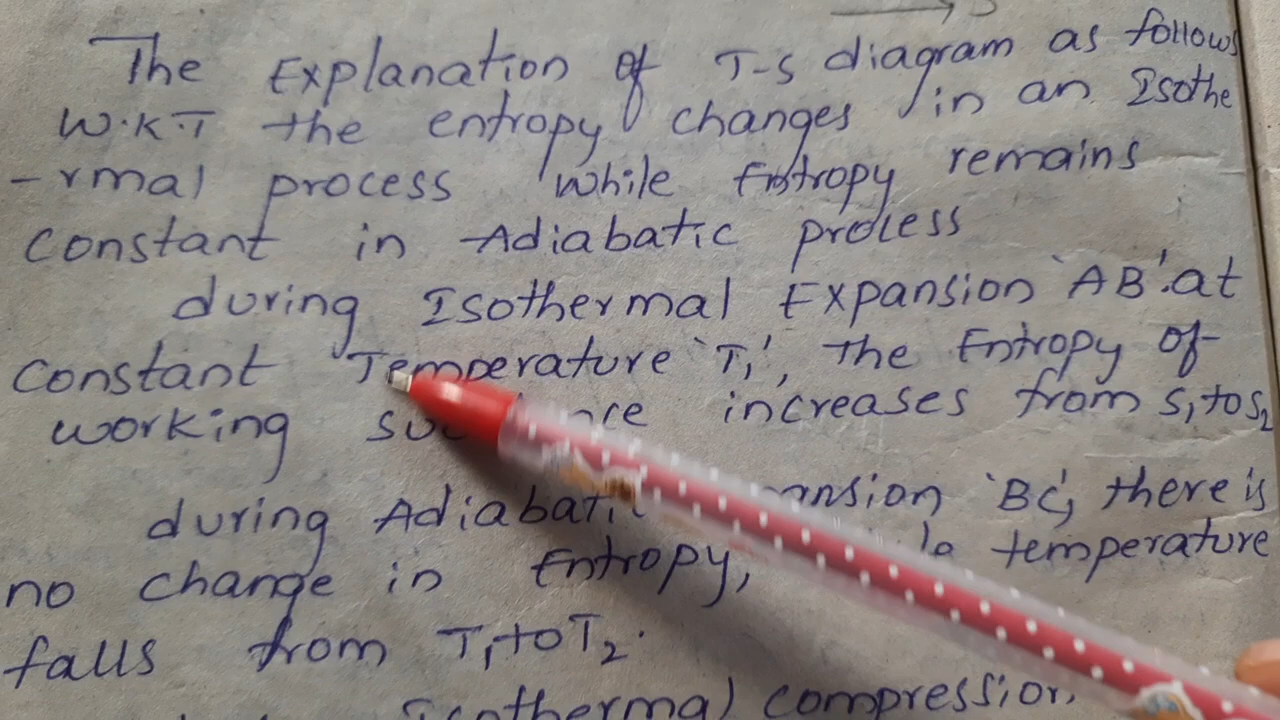 → S
The Explanation of T-S diagram as follows
W.K.T the entropy changes in an Isothe
-rmal process while Entropy remains
constant in Adiabatic process
during Isothermal Expansion 'AB'.at
constant Temperature 'T₁', The Entropy of
working increases from S₁ to S₂
during Adiabatic 'BC', there is
no change in Entropy, temperature
falls from T₁ to T₂.
Isothermal compression,